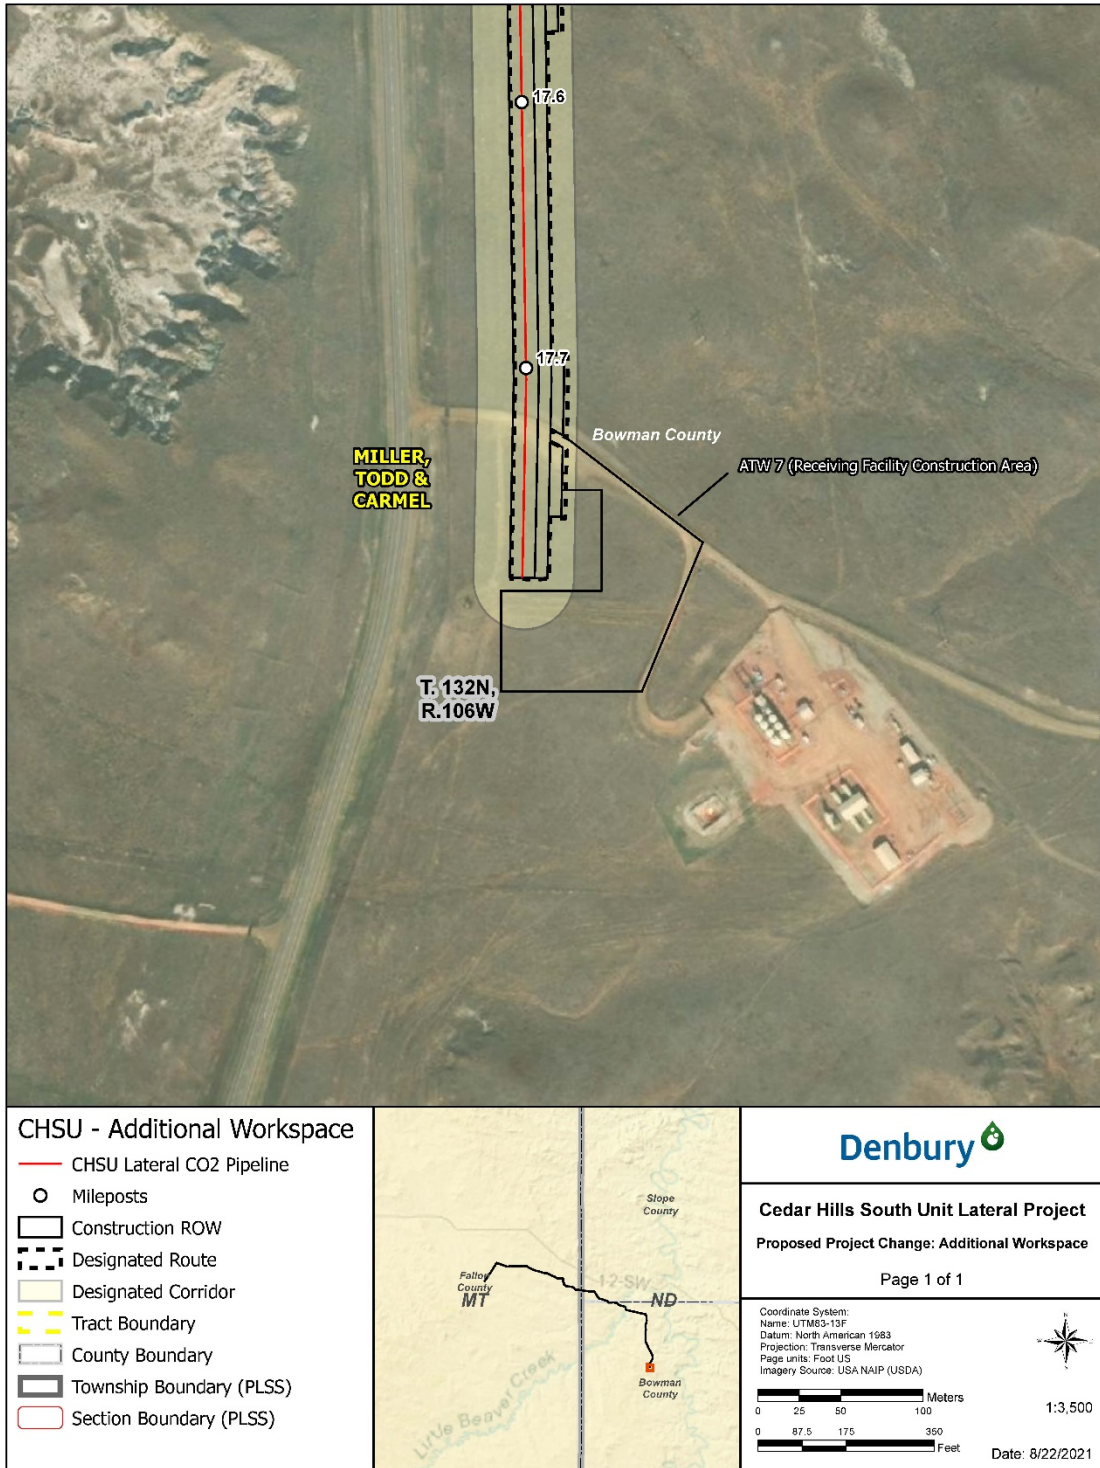 17.6
17.7
Bowman County
ATW 7 (Receiving Facility Construction Area)
MILLER,
TODD &
CARMEL
T. 132N,
R.106W
CHSU - Additional Workspace
CHSU Lateral CO2 Pipeline
Mileposts
Construction ROW
Designated Route
Designated Corridor
Tract Boundary
County Boundary
Township Boundary (PLSS)
Section Boundary (PLSS)
Slope
County
Fallon
County
MT
12-SW
ND
Bowman
County
Little Beaver Creek
Denbury
Cedar Hills South Unit Lateral Project
Proposed Project Change: Additional Workspace
Page 1 of 1
Coordinate System:
Name: UTM83-13F
Datum: North American 1983
Projection: Transverse Mercator
Page units: Foot US
Imagery Source: USA NAIP (USDA)
N
Meters
0 25 50 100
1:3,500
0 87.5 175 350
Feet
Date: 8/22/2021